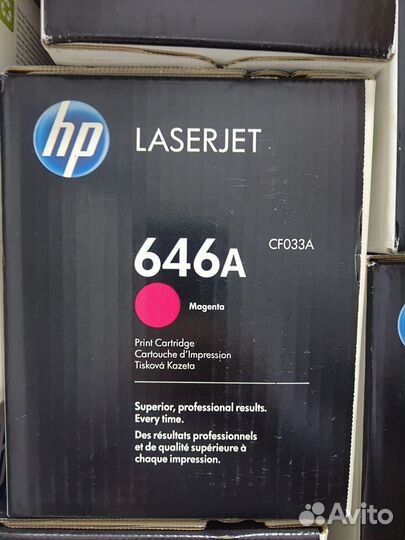 hp
LASERJET
646A
CF033A
Magenta
Print Cartridge
Cartouche d'Impression
Tisková Kazeta
Superior, professional results.
Every time.
Des résultats professionnels
et de qualité supérieure à
chaque impression.
hp
Avito